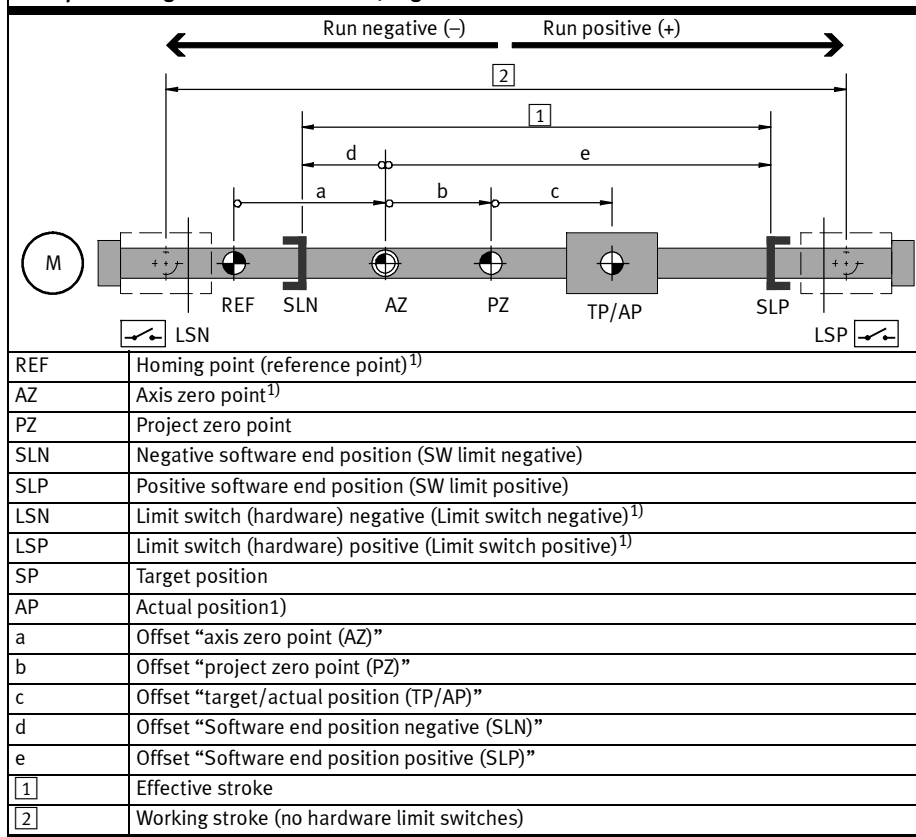 Run negative (–) Run positive (+)
2
1
d e
a b c
M
REF SLN AZ PZ TP/AP SLP
LSN LSP
REF Homing point (reference point)1)
AZ Axis zero point1)
PZ Project zero point
SLN Negative software end position (SW limit negative)
SLP Positive software end position (SW limit positive)
LSN Limit switch (hardware) negative (Limit switch negative)1)
LSP Limit switch (hardware) positive (Limit switch positive)1)
SP Target position
AP Actual position1)
a Offset “axis zero point (AZ)”
b Offset “project zero point (PZ)”
c Offset “target/actual position (TP/AP)”
d Offset “Software end position negative (SLN)”
e Offset “Software end position positive (SLP)”
1 Effective stroke
2 Working stroke (no hardware limit switches)